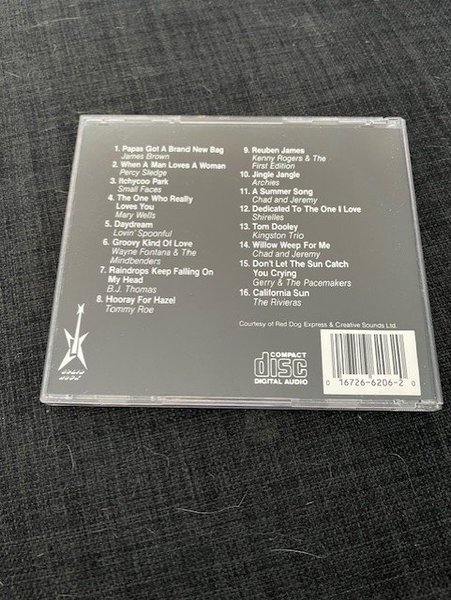 1. Papas Got A Brand New Bag
James Brown
2. When A Man Loves A Woman
Percy Sledge
3. Itchycoo Park
Small Faces
4. The One Who Really
Loves You
Mary Wells
5. Daydream
Lovin' Spoonful
6. Groovy Kind Of Love
Wayne Fontana & The
Mindbenders
7. Raindrops Keep Falling On
My Head
B.J. Thomas
8. Hooray For Hazel
Tommy Roe
9. Reuben James
Kenny Rogers & The
First Edition
10. Jingle Jangle
Archies
11. A Summer Song
Chad and Jeremy
12. Dedicated To The One I Love
Shirelles
13. Tom Dooley
Kingston Trio
14. Willow Weep For Me
Chad and Jeremy
15. Don't Let The Sun Catch
You Crying
Gerry & The Pacemakers
16. California Sun
The Rivieras
Courtesy of Red Dog Express & Creative Sounds Ltd.
COMPACT
disc
DIGITAL AUDIO
0 16726-6206-2 0